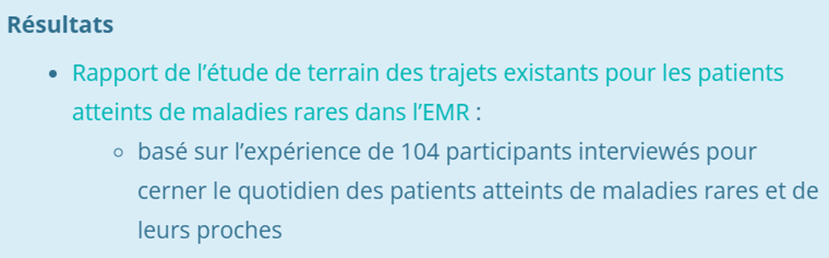 Résultats
• Rapport de l’étude de terrain des trajets existants pour les patients
atteints de maladies rares dans l’EMR :
◦ basé sur l’expérience de 104 participants interviewés pour
cerner le quotidien des patients atteints de maladies rares et de
leurs proches